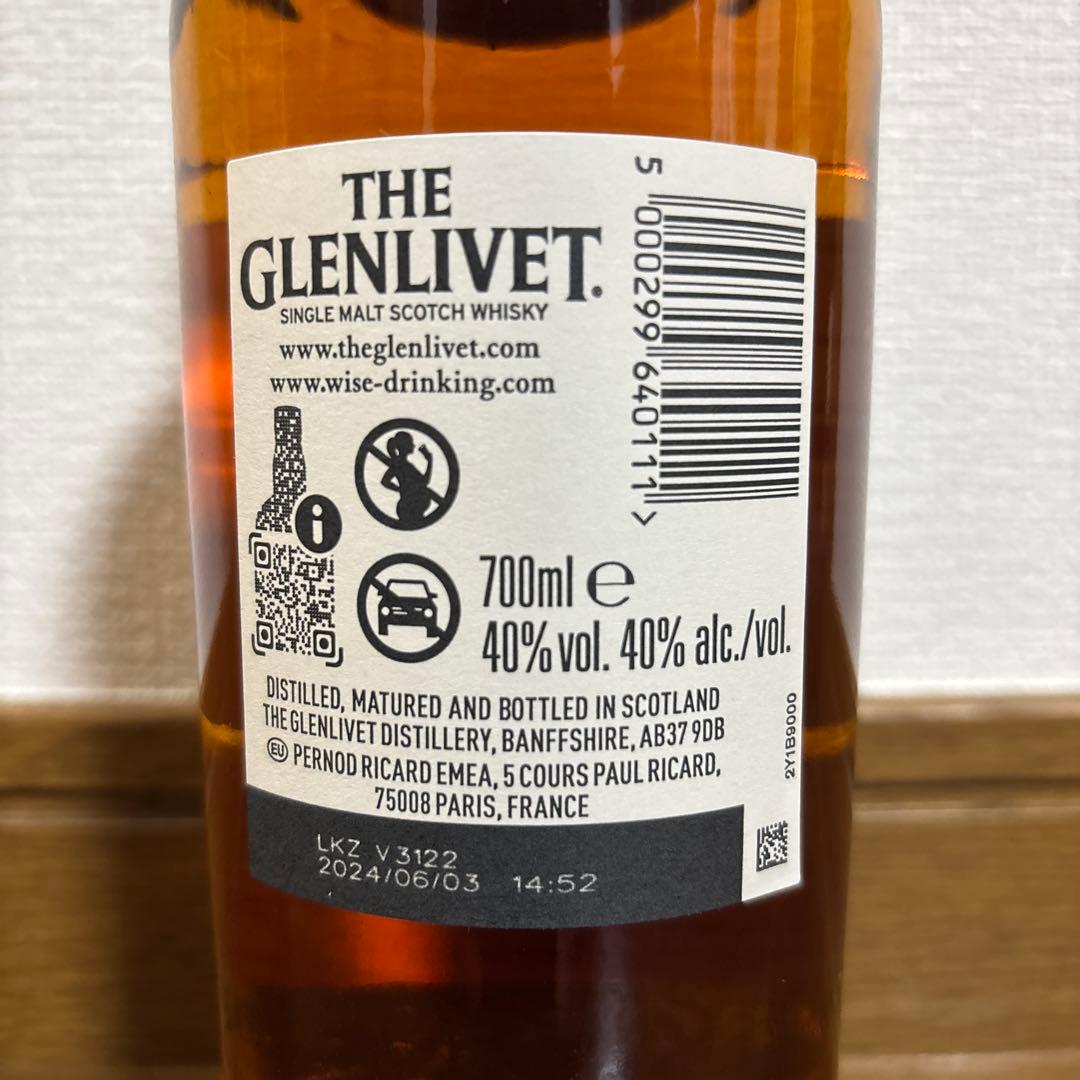 THE
GLENLIVET.
SINGLE MALT SCOTCH WHISKY
www.theglenlivet.com
www.wise-drinking.com
5 000299 640111 >
i
700ml e
40% vol. 40% alc./vol.
DISTILLED, MATURED AND BOTTLED IN SCOTLAND
THE GLENLIVET DISTILLERY, BANFFSHIRE, AB37 9DB
EU PERNOD RICARD EMEA, 5 COURS PAUL RICARD,
75008 PARIS, FRANCE
2Y1B9000
LKZ V3122
2024/06/03 14:52